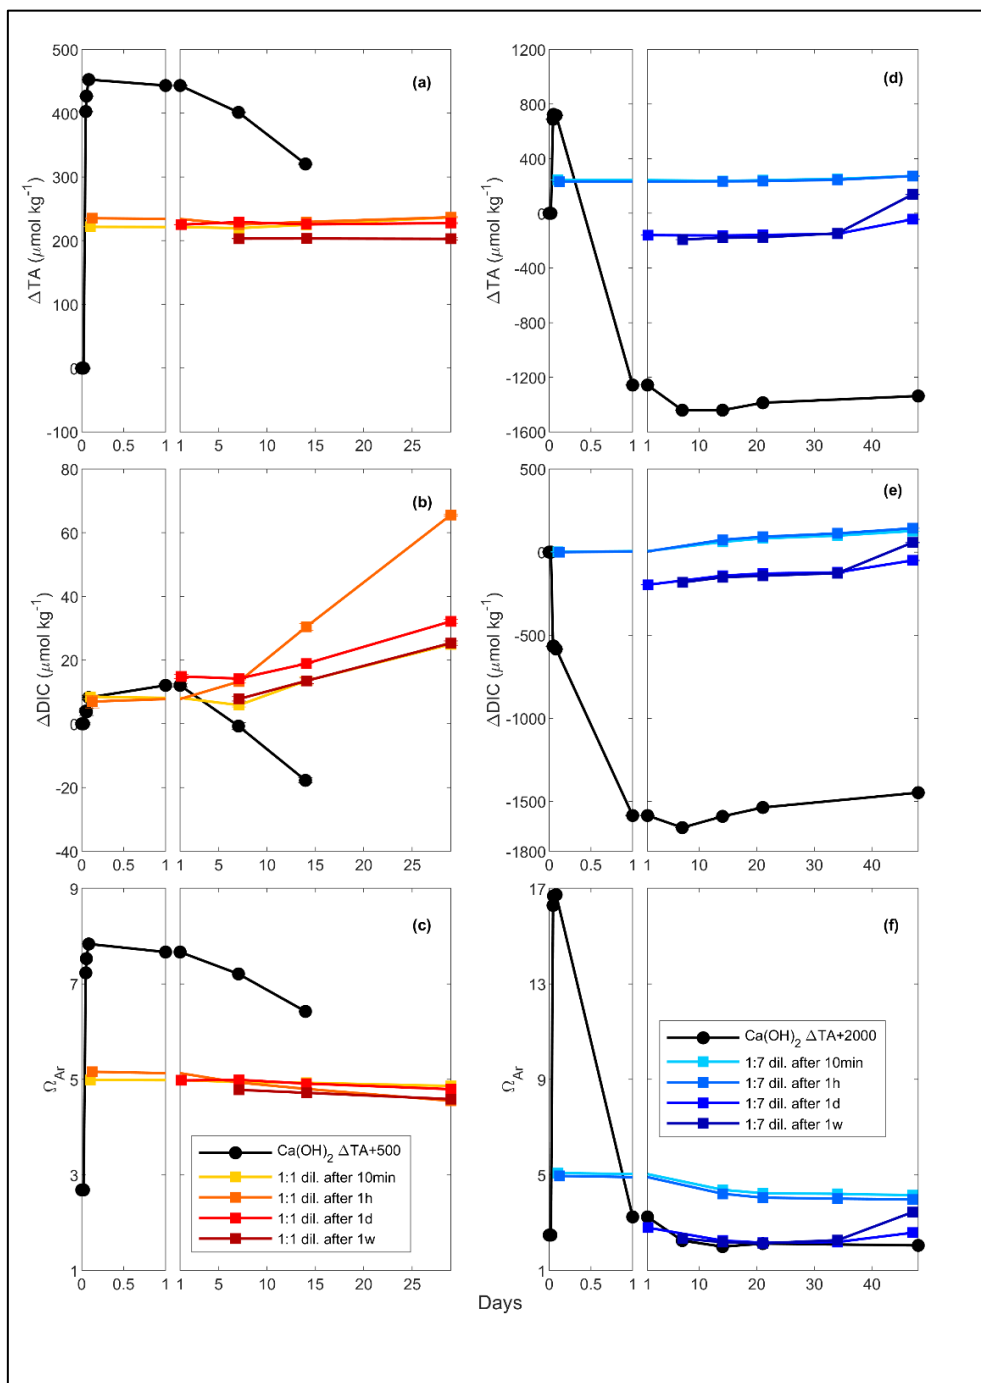 (a)
500
400
300
200
100
0
-100
ΔTA (μmol kg⁻¹)
0 0.5 1 1 5 10 15 20 25
(d)
1200
800
400
0
-400
-800
-1200
-1600
ΔTA (μmol kg⁻¹)
0 0.5 1 1 10 20 30 40
(b)
80
60
40
20
0
-20
-40
ΔDIC (μmol kg⁻¹)
0 0.5 1 1 5 10 15 20 25
(e)
500
0
-500
-1000
-1500
-1800
ΔDIC (μmol kg⁻¹)
0 0.5 1 1 10 20 30 40
(c)
9
7
5
3
1
Ω_Ar
Ca(OH)₂ ΔTA+500
1:1 dil. after 10min
1:1 dil. after 1h
1:1 dil. after 1d
1:1 dil. after 1w
0 0.5 1 1 5 10 15 20 25
(f)
17
13
9
5
1
Ω_Ar
Ca(OH)₂ ΔTA+2000
1:7 dil. after 10min
1:7 dil. after 1h
1:7 dil. after 1d
1:7 dil. after 1w
0 0.5 1 1 10 20 30 40
Days